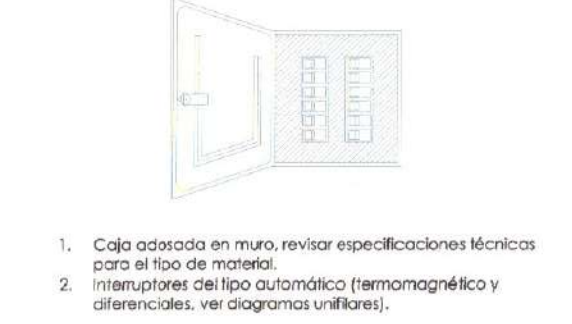 1. Caja adosada en muro, revisar especificaciones técnicas
para el tipo de material.
2. Interruptores del tipo automático (termomagnético y
diferenciales, ver diagramas unifilares).